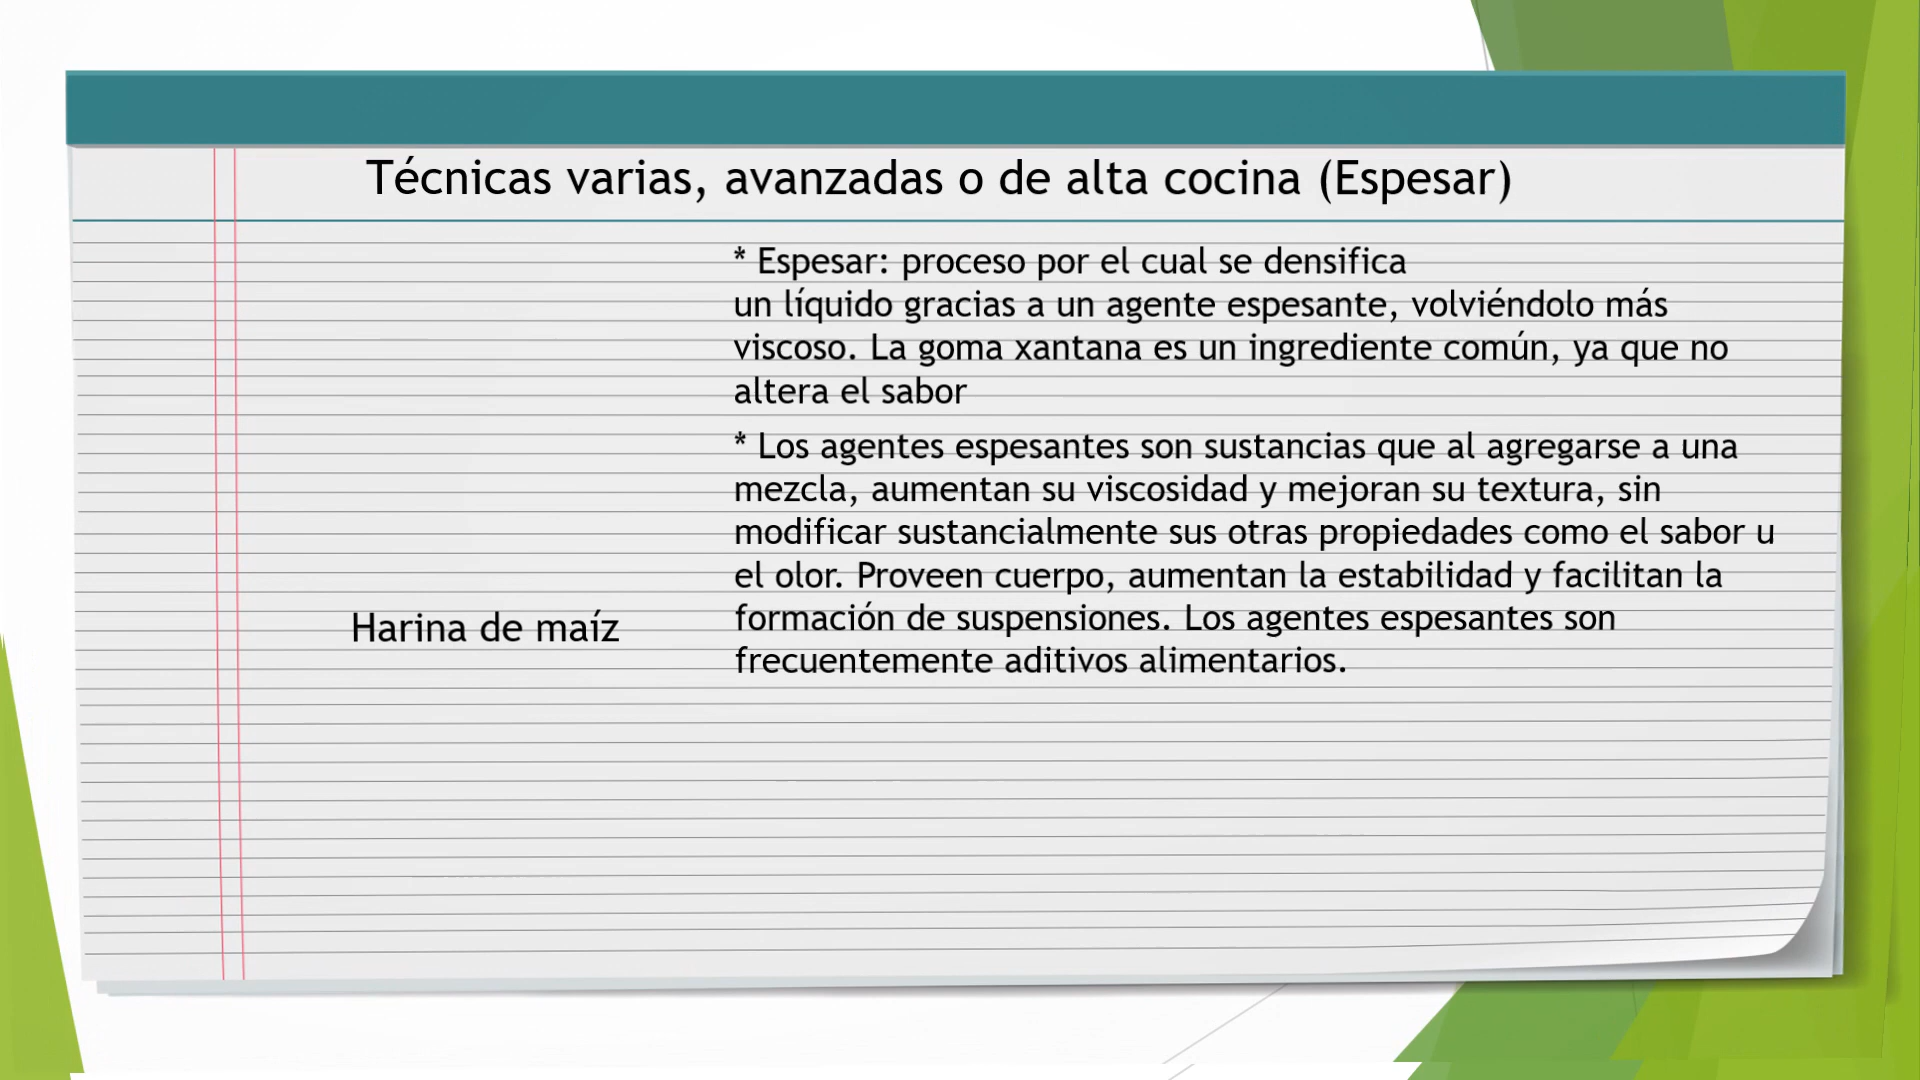 Técnicas varias, avanzadas o de alta cocina (Espesar)
* Espesar: proceso por el cual se densifica
un líquido gracias a un agente espesante, volviéndolo más
viscoso. La goma xantana es un ingrediente común, ya que no
altera el sabor
* Los agentes espesantes son sustancias que al agregarse a una
mezcla, aumentan su viscosidad y mejoran su textura, sin
modificar sustancialmente sus otras propiedades como el sabor u
el olor. Proveen cuerpo, aumentan la estabilidad y facilitan la
formación de suspensiones. Los agentes espesantes son
frecuentemente aditivos alimentarios.
Harina de maíz